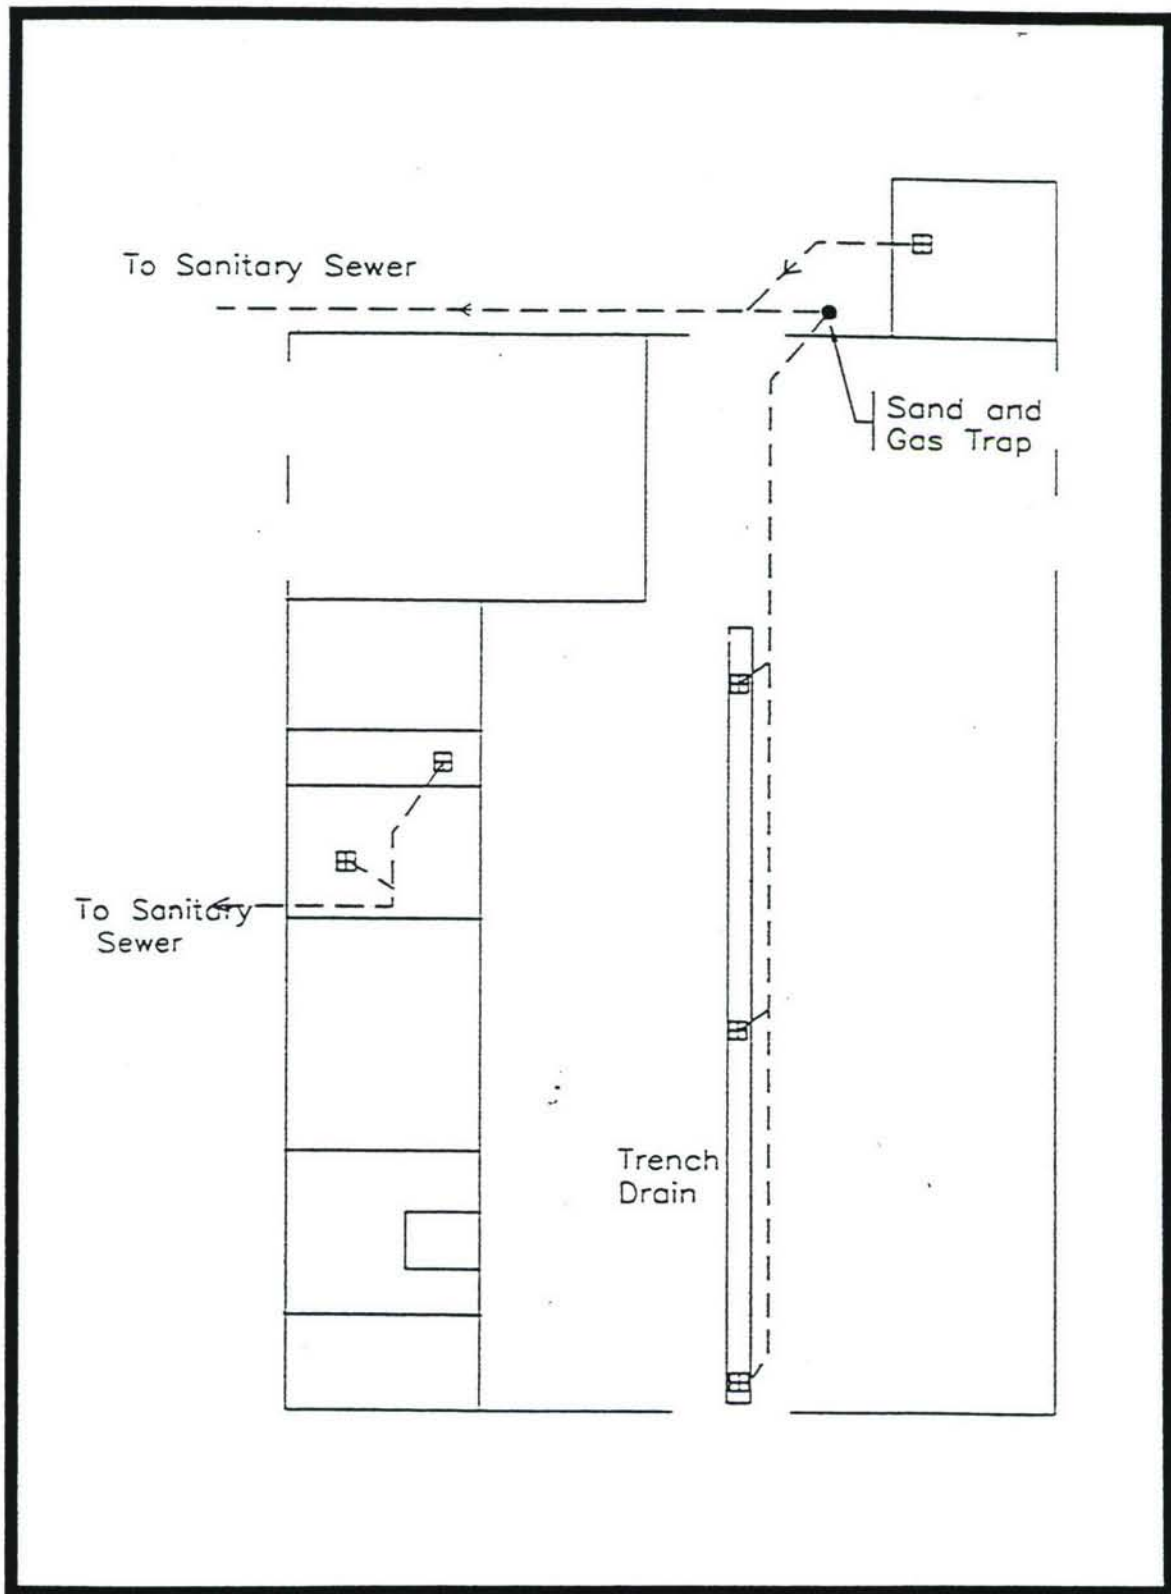 To Sanitary Sewer
Sand and
Gas Trap
To Sanitary
Sewer
Trench
Drain